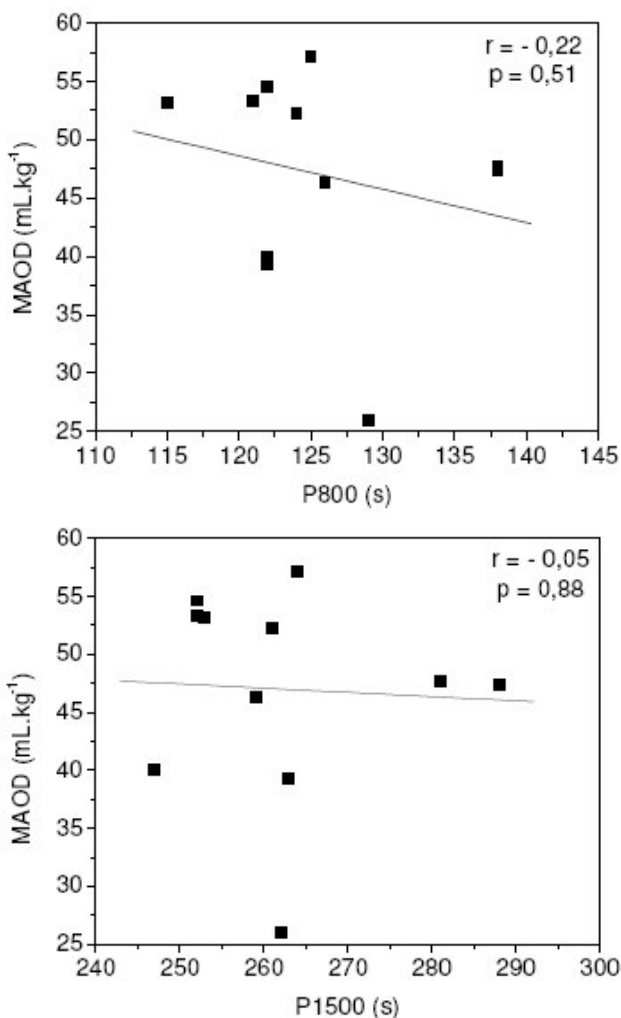 60
55
50
45
40
35
30
25
MAOD (mL.kg⁻¹)
r = - 0,22
p = 0,51
110 115 120 125 130 135 140 145
P800 (s)
60
55
50
45
40
35
30
25
MAOD (mL.kg⁻¹)
r = - 0,05
p = 0,88
240 250 260 270 280 290 300
P1500 (s)